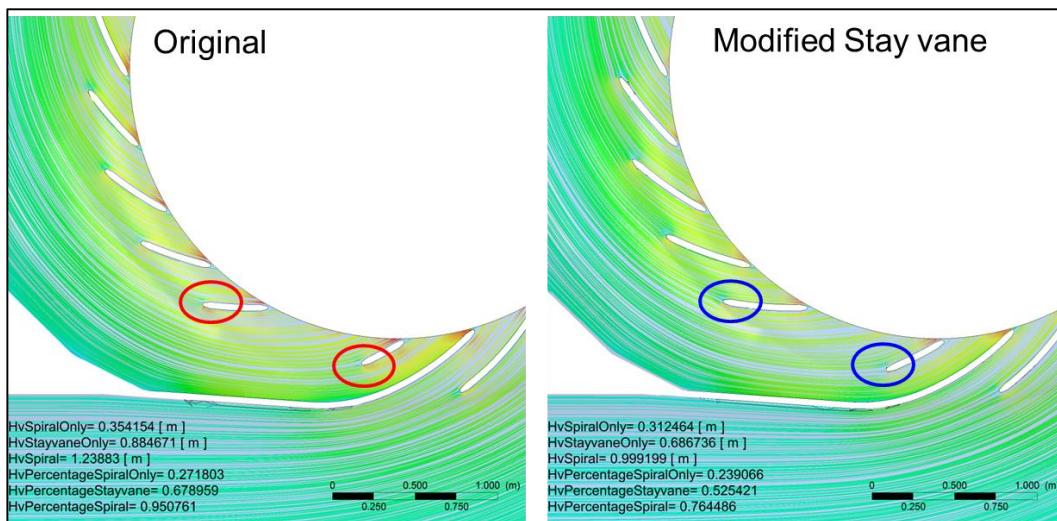 Original
HvSpiralOnly= 0.354154 [ m ]
HvStayvaneOnly= 0.884671 [ m ]
HvSpiral= 1.23883 [ m ]
HvPercentageSpiralOnly= 0.271803
HvPercentageStayvane= 0.678959
HvPercentageSpiral= 0.950761
0 0.500 1.000 (m)
0.250 0.750
Modified Stay vane
HvSpiralOnly= 0.312464 [ m ]
HvStayvaneOnly= 0.686736 [ m ]
HvSpiral= 0.999199 [ m ]
HvPercentageSpiralOnly= 0.239066
HvPercentageStayvane= 0.525421
HvPercentageSpiral= 0.764486
0 0.500 1.000 (m)
0.250 0.750